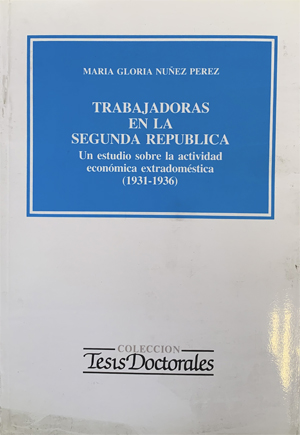 MARIA GLORIA NUÑEZ PEREZ
TRABAJADORAS
EN LA
SEGUNDA REPUBLICA
Un estudio sobre la actividad
económica extradoméstica
(1931-1936)
COLECCION
Tesis Doctorales